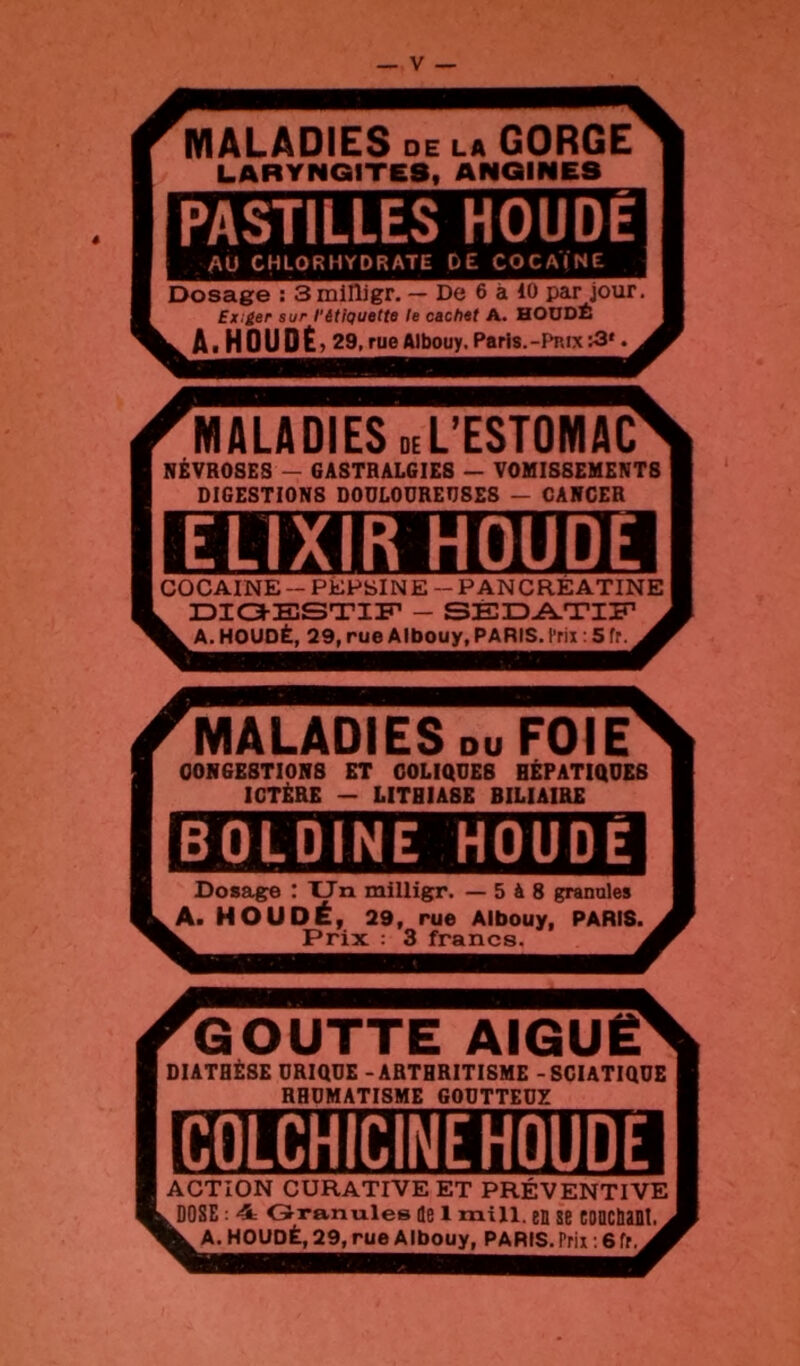 — V —
MALADIES DE LA GORGE
LARYNGITES, ANGINES
PASTILLES HOUDÉ
AU CHLORHYDRATE DE COCAÏNE
Dosage : 3 milligr. — De 6 à 10 par jour.
Exiger sur l'étiquette le cachet A. HOUDÉ
A. HOUDÉ, 29, rue Albouy. Paris.-PRIX :3ᶠ.
MALADIES DE L'ESTOMAC
NÉVROSES — GASTRALGIES — VOMISSEMENTS
DIGESTIONS DOULOUREUSES — CANCER
ELIXIR HOUDÉ
COCAINE — PEPSINE — PANCRÉATINE
DIGESTIF — SÉDATIF
A. HOUDÉ, 29, rue Albouy, PARIS. Prix : 5 fr.
MALADIES DU FOIE
CONGESTIONS ET COLIQUES HÉPATIQUES
ICTÈRE — LITHIASE BILIAIRE
BOLDINE HOUDÉ
Dosage : Un milligr. — 5 à 8 granules
A. HOUDÉ, 29, rue Albouy, PARIS.
Prix : 3 francs.
GOUTTE AIGUË
DIATHÈSE URIQUE - ARTHRITISME - SCIATIQUE
RHUMATISME GOUTTEUX
COLCHICINE HOUDÉ
ACTION CURATIVE ET PRÉVENTIVE
DOSE : 4 Granules de 1 mill. en se couchant.
A. HOUDÉ, 29, rue Albouy, PARIS. Prix : 6 fr.